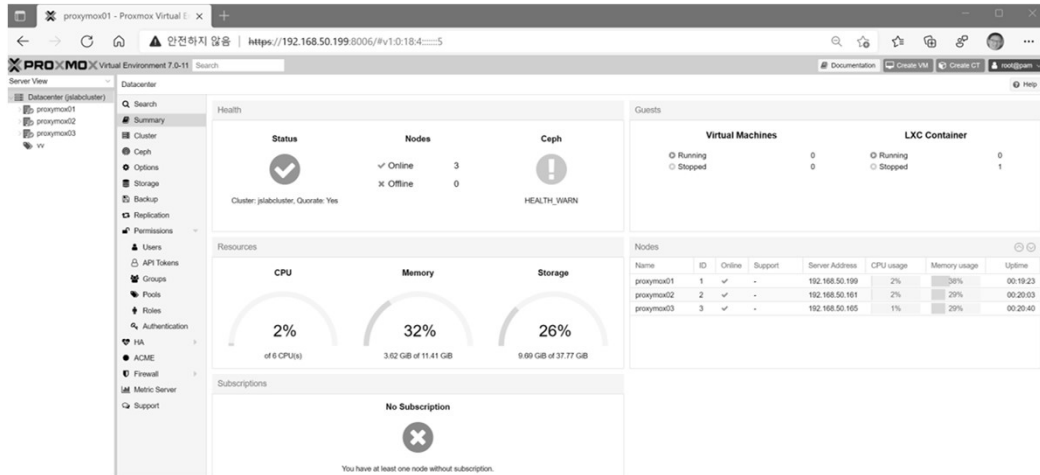 proxymox01 - Proxmox Virtual E
안전하지 않음 | https://192.168.50.199:8006/#v1:0:18:4:::::::5
PROXMOX Virtual Environment 7.0-11 Search Documentation Create VM Create CT root@pam
Server View
Datacenter (jslabcluster)
proxymox01
proxymox02
proxymox03
vv
Datacenter Help
Search
Summary
Cluster
Ceph
Options
Storage
Backup
Replication
Permissions
Users
API Tokens
Groups
Pools
Roles
Authentication
HA
ACME
Firewall
Metric Server
Support
Health
Status Nodes Ceph
Online 3
Offline 0
Cluster: jslabcluster, Quorate: Yes HEALTH_WARN
Guests
Virtual Machines LXC Container
Running 0 Running 0
Stopped 0 Stopped 1
Resources
CPU Memory Storage
2% 32% 26%
of 6 CPU(s) 3.62 GiB of 11.41 GiB 9.69 GiB of 37.77 GiB
Nodes
Name ID Online Support Server Address CPU usage Memory usage Uptime
proxymox01 1 - 192.168.50.199 2% 38% 00:19:23
proxymox02 2 - 192.168.50.161 2% 29% 00:20:03
proxymox03 3 - 192.168.50.165 1% 29% 00:20:40
Subscriptions
No Subscription
You have at least one node without subscription.